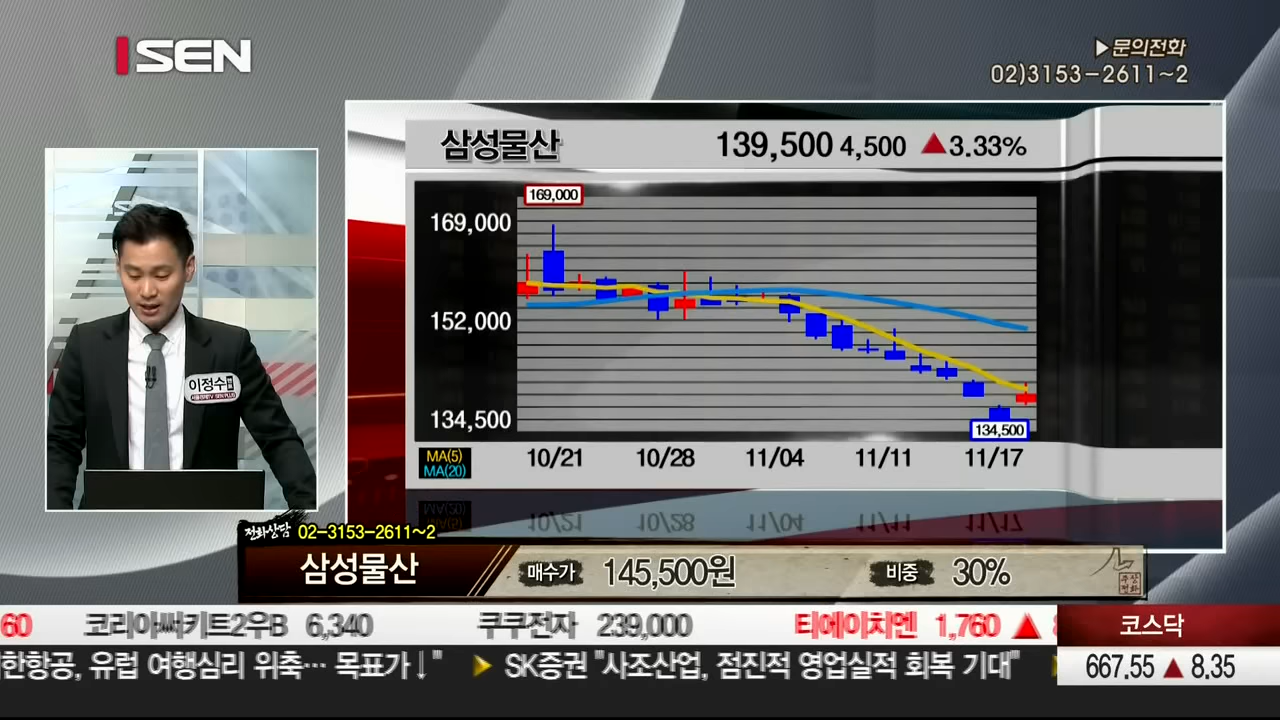 SEN
▶문의전화
02)3153-2611~2
삼성물산 139,500 4,500 ▲3.33%
169,000
169,000
152,000
134,500
134,500
MA(5)
MA(20)
10/21 10/28 11/04 11/11 11/17
이정수
전화상담 02-3153-2611~2
삼성물산 매수가 145,500원 비중 30%
60 코리아써키트2우B 6,340 쿠쿠전자 239,000 티에이치엔 1,760 ▲
코스닥
한항공, 유럽 여행심리 위축… 목표가↓" ▶ SK증권 "사조산업, 점진적 영업실적 회복 기대"
667.55 ▲ 8.35